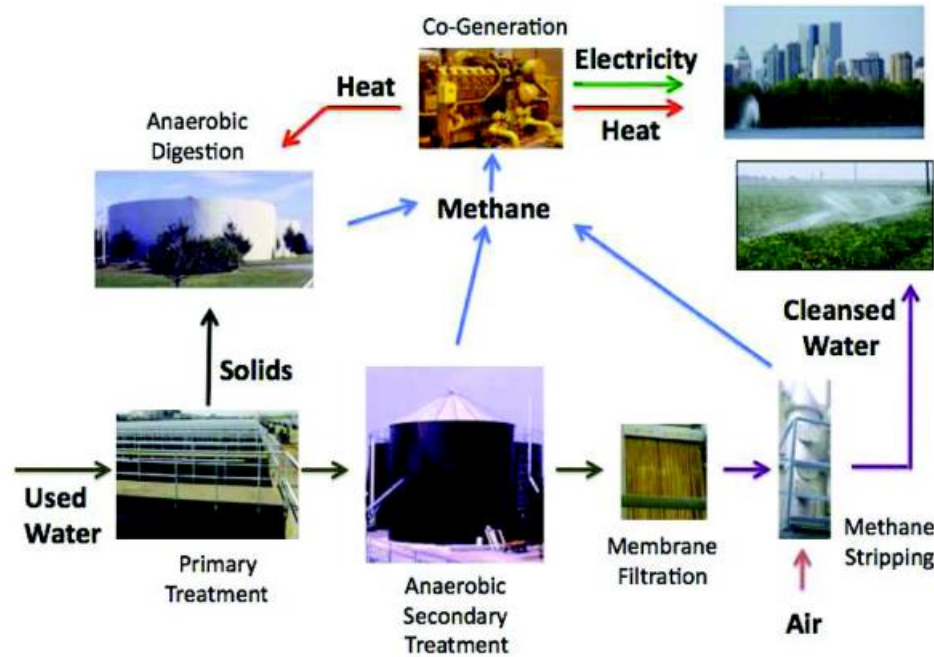 Co-Generation
Electricity
Heat
Heat
Anaerobic
Digestion
Methane
Cleansed
Water
Solids
Used
Water
Primary
Treatment
Anaerobic
Secondary
Treatment
Membrane
Filtration
Methane
Stripping
Air